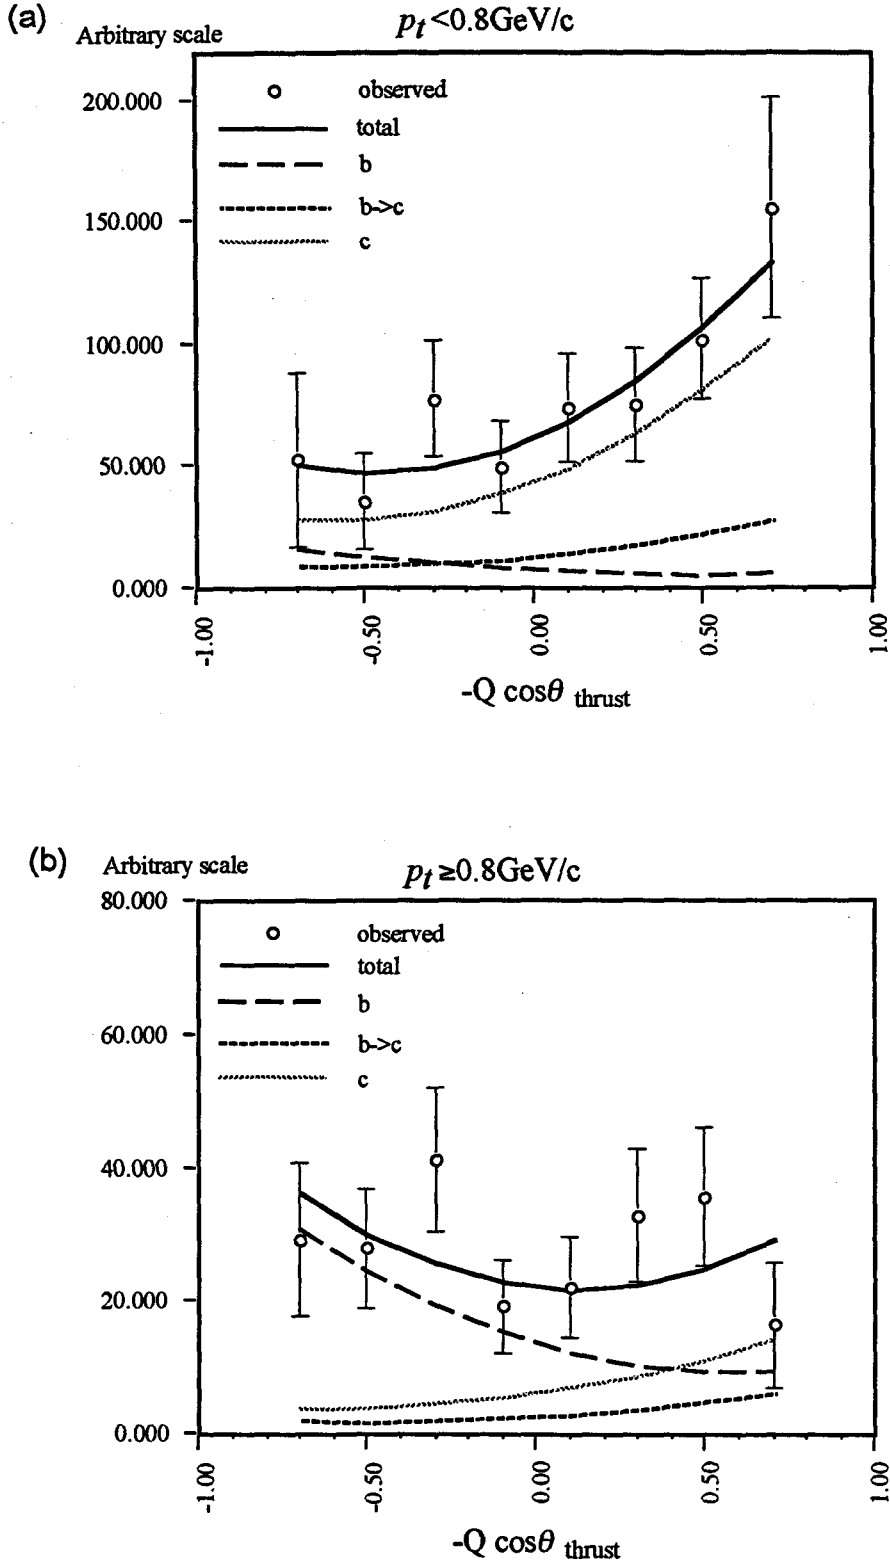 (a)
p_t<0.8GeV/c
Arbitrary scale
200.000
150.000
100.000
50.000
0.000
observed
total
b
b->c
c
-1.00
-0.50
0.00
0.50
1.00
-Q cosθ thrust
(b)
Arbitrary scale
p_t≥0.8GeV/c
80.000
60.000
40.000
20.000
0.000
observed
total
b
b->c
c
-1.00
-0.50
0.00
0.50
1.00
-Q cosθ thrust